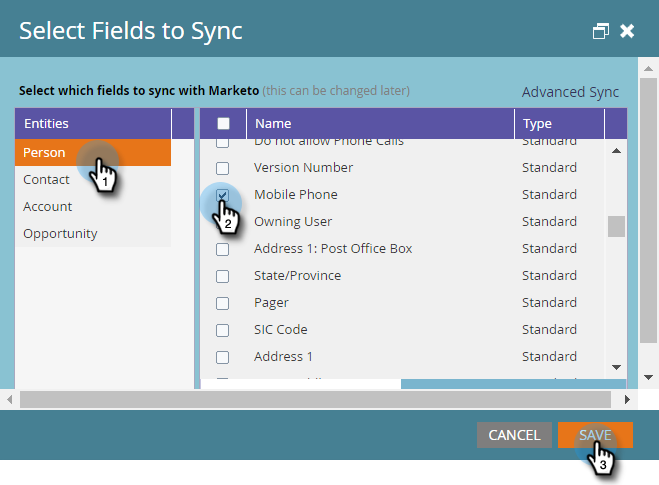 Select Fields to Sync
Select which fields to sync with Marketo (this can be changed later)
Advanced Sync
Entities
Name Type
Person
Contact
Account
Opportunity
Do not allow Phone Calls Standard
Version Number Standard
Mobile Phone Standard
Owning User Standard
Address 1: Post Office Box Standard
State/Province Standard
Pager Standard
SIC Code Standard
Address 1 Standard
1
2
CANCEL SAVE
3